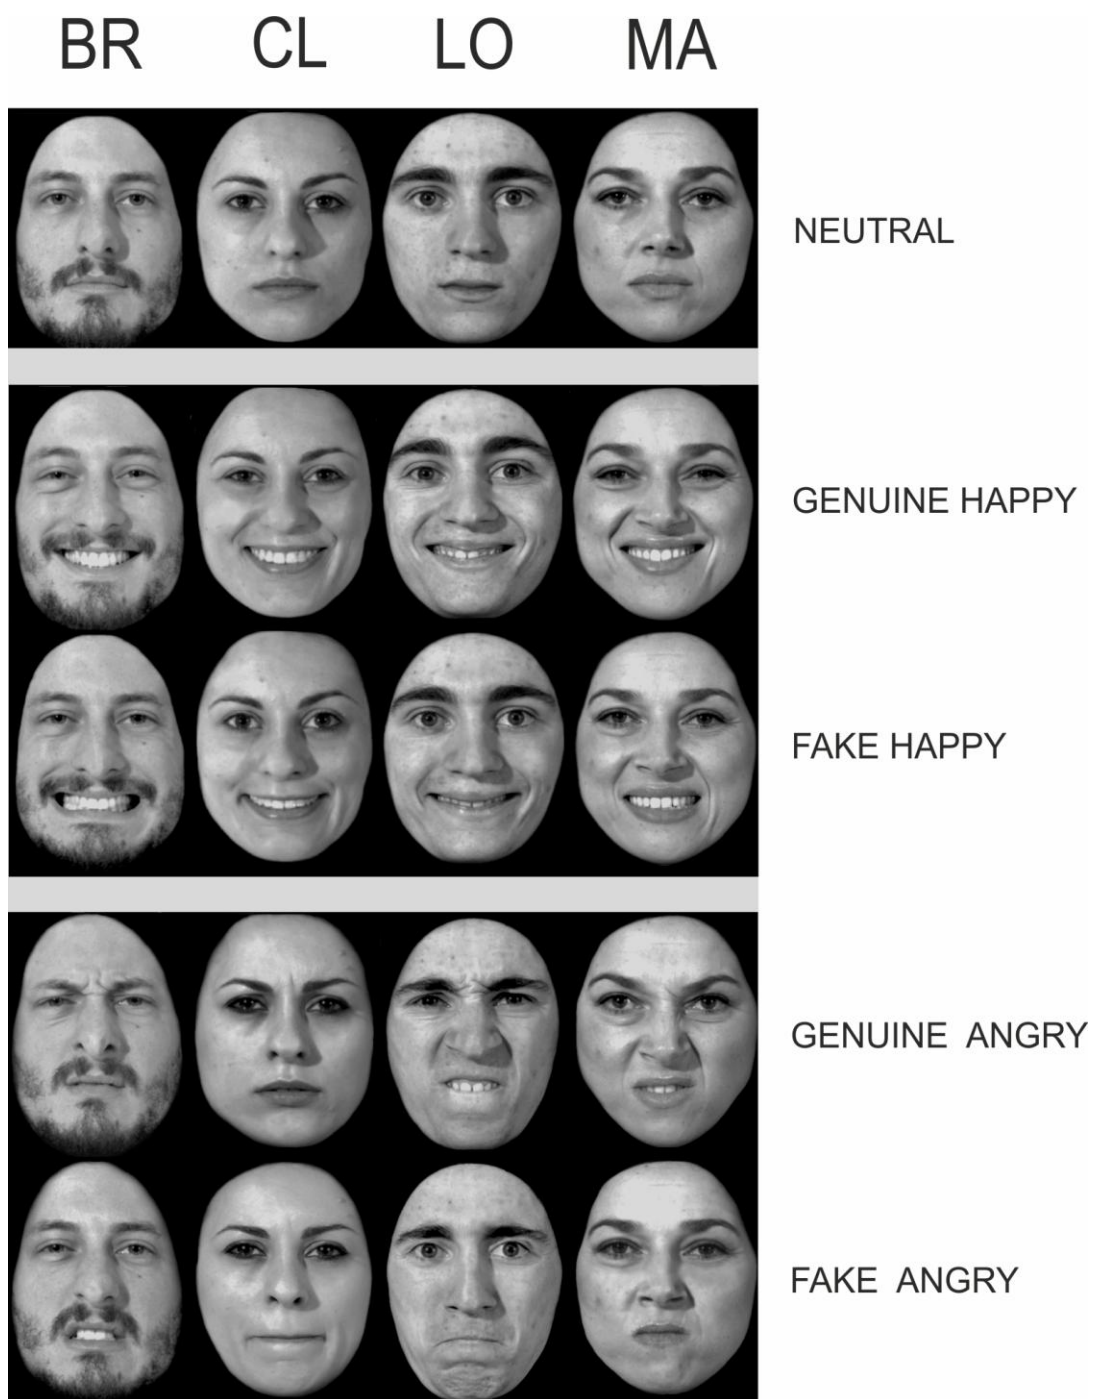 BR CL LO MA
NEUTRAL
GENUINE HAPPY
FAKE HAPPY
GENUINE ANGRY
FAKE ANGRY